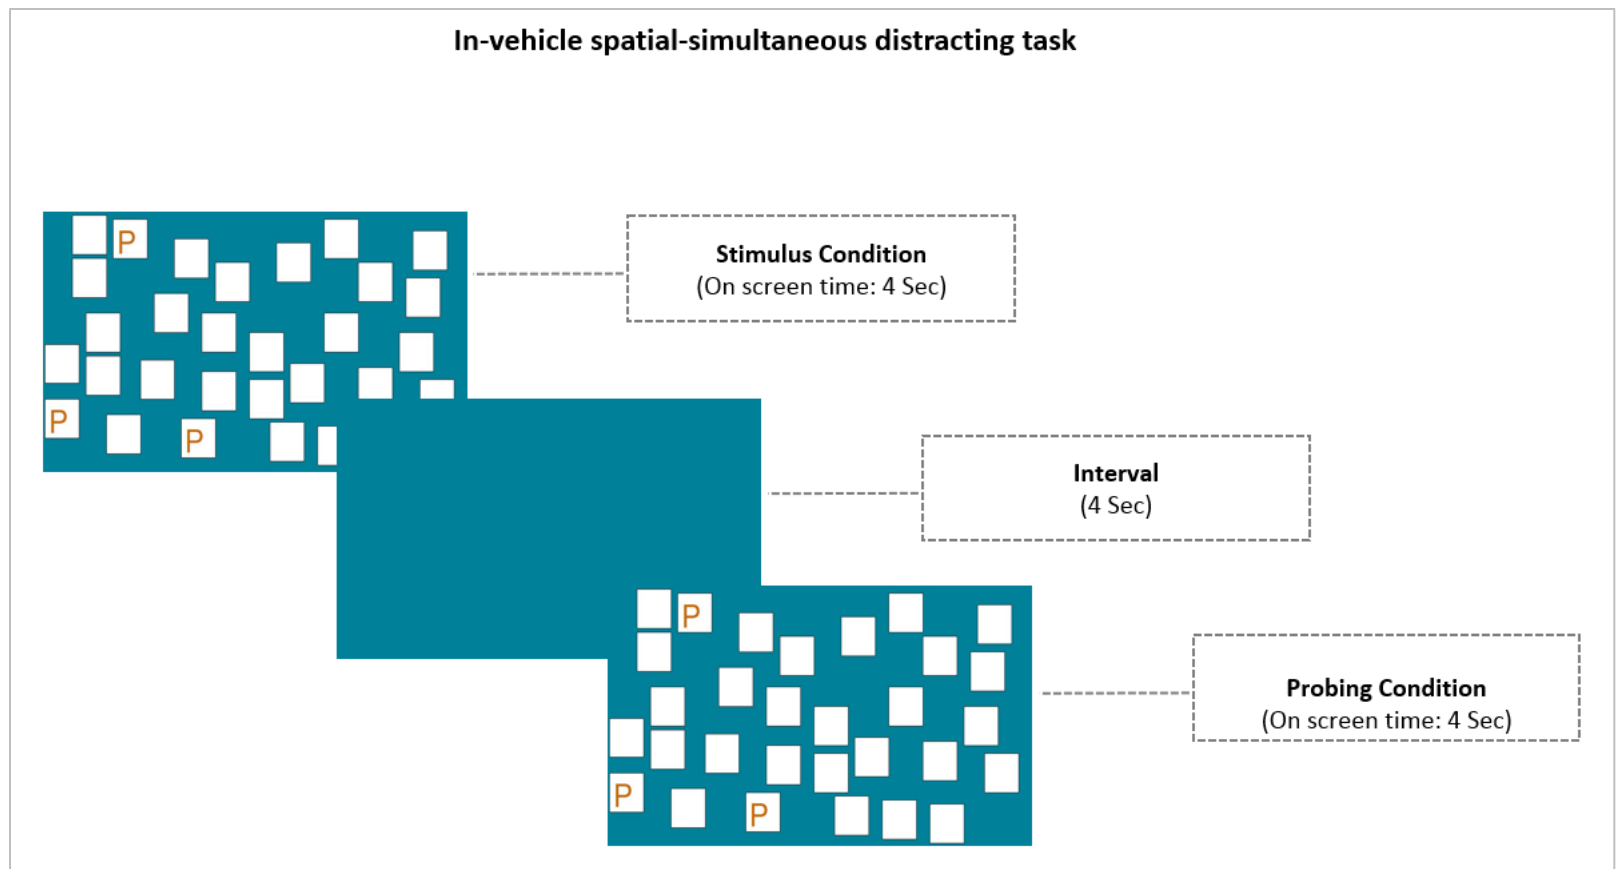 In-vehicle spatial-simultaneous distracting task
P
Stimulus Condition
(On screen time: 4 Sec)
P
P
Interval
(4 Sec)
P
Probing Condition
(On screen time: 4 Sec)
P
P